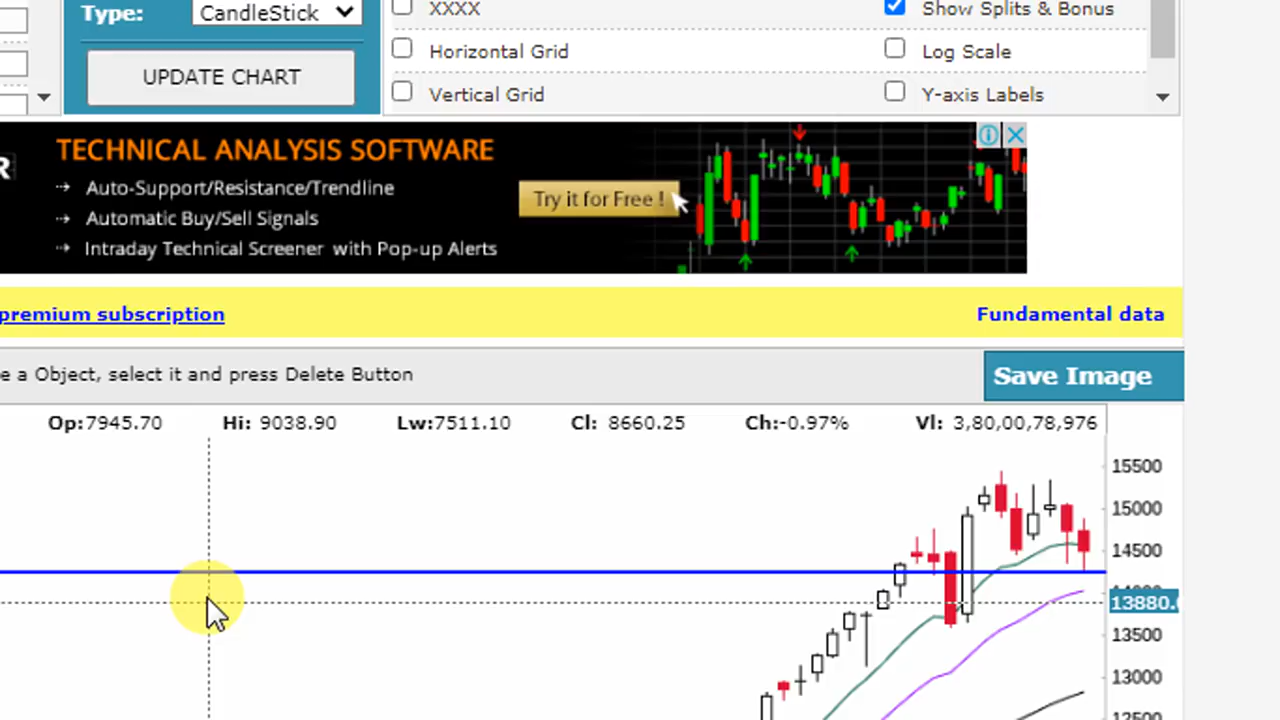 Type: CandleStick
XXXX
Show Splits & Bonus
UPDATE CHART
Horizontal Grid
Log Scale
Vertical Grid
Y-axis Labels
R
TECHNICAL ANALYSIS SOFTWARE
Auto-Support/Resistance/Trendline
Automatic Buy/Sell Signals
Intraday Technical Screener with Pop-up Alerts
Try it for Free !
premium subscription
Fundamental data
e a Object, select it and press Delete Button
Save Image
Op:7945.70 Hi: 9038.90 Lw:7511.10 Cl: 8660.25 Ch:-0.97% Vl: 3,80,00,78,976
15500
15000
14500
13880.
13500
13000
12500